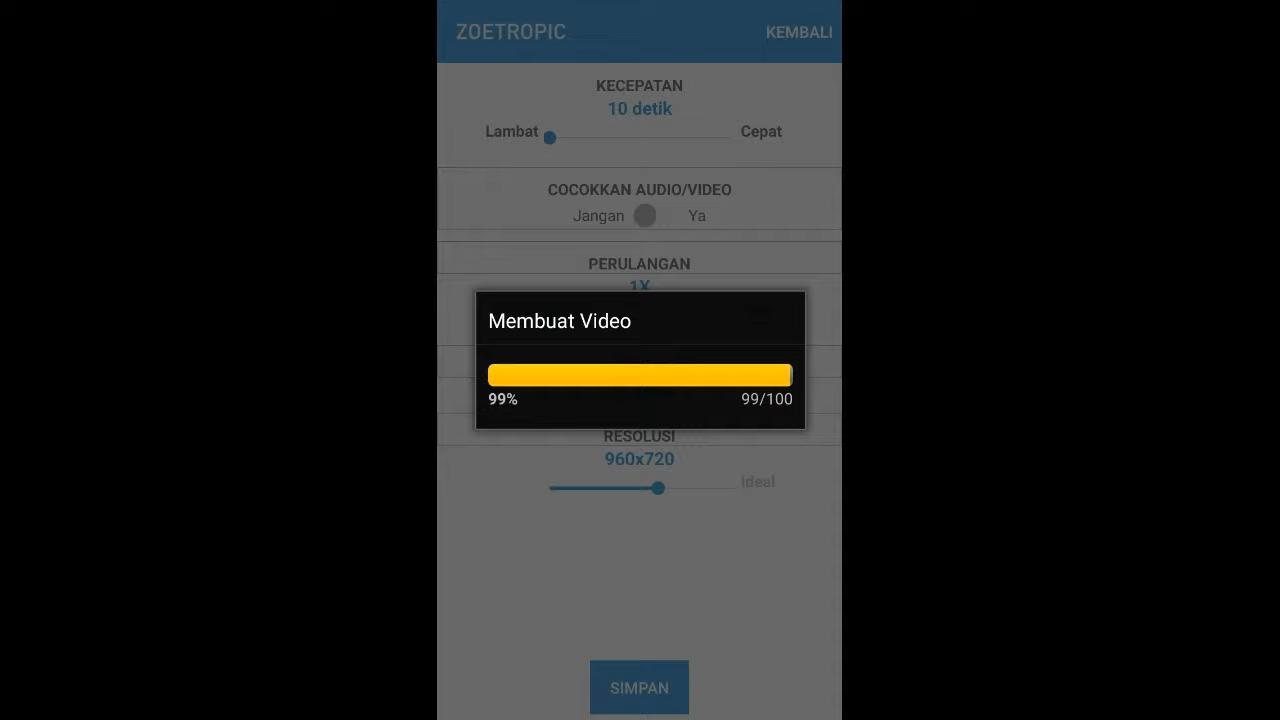 ZOETROPIC KEMBALI
KECEPATAN
10 detik
Lambat Cepat
COCOKKAN AUDIO/VIDEO
Jangan Ya
PERULANGAN
1X
Membuat Video
99% 99/100
RESOLUSI
960x720
ideal
SIMPAN